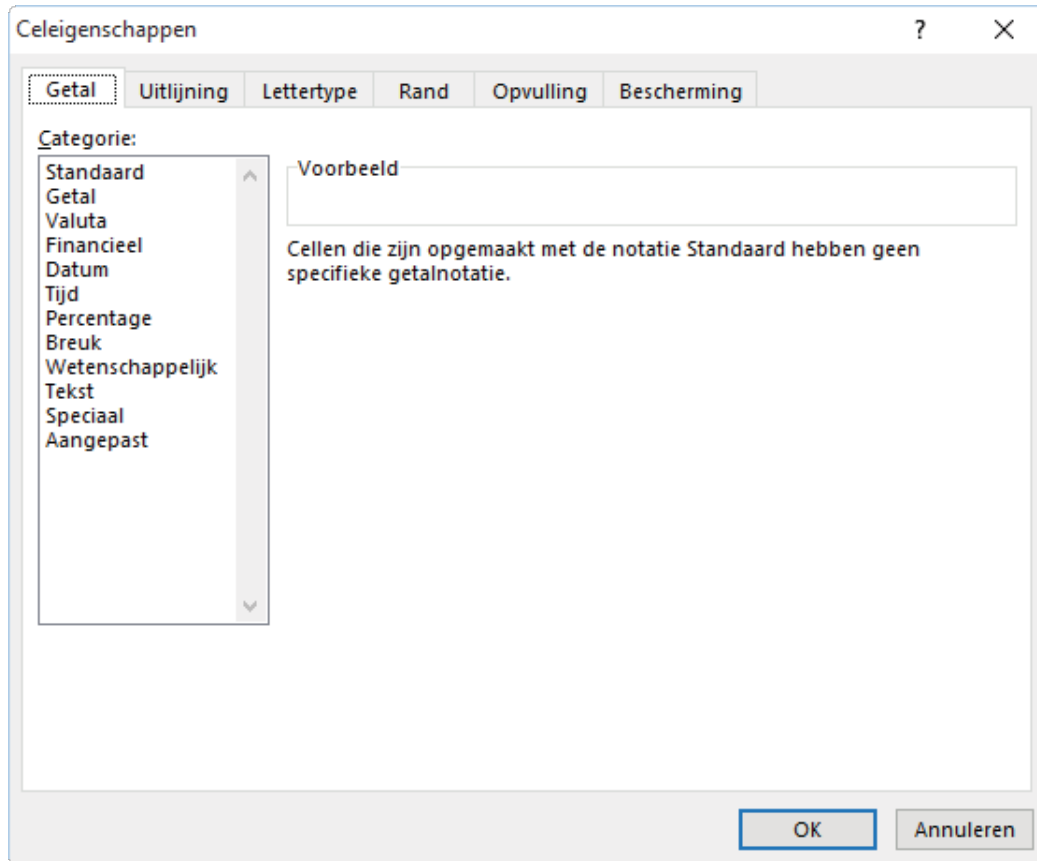 Celeigenschappen
Getal Uitlijning Lettertype Rand Opvulling Bescherming
Categorie:
Standaard
Getal
Valuta
Financieel
Datum
Tijd
Percentage
Breuk
Wetenschappelijk
Tekst
Speciaal
Aangepast
Voorbeeld
Cellen die zijn opgemaakt met de notatie Standaard hebben geen
specifieke getalnotatie.
OK Annuleren